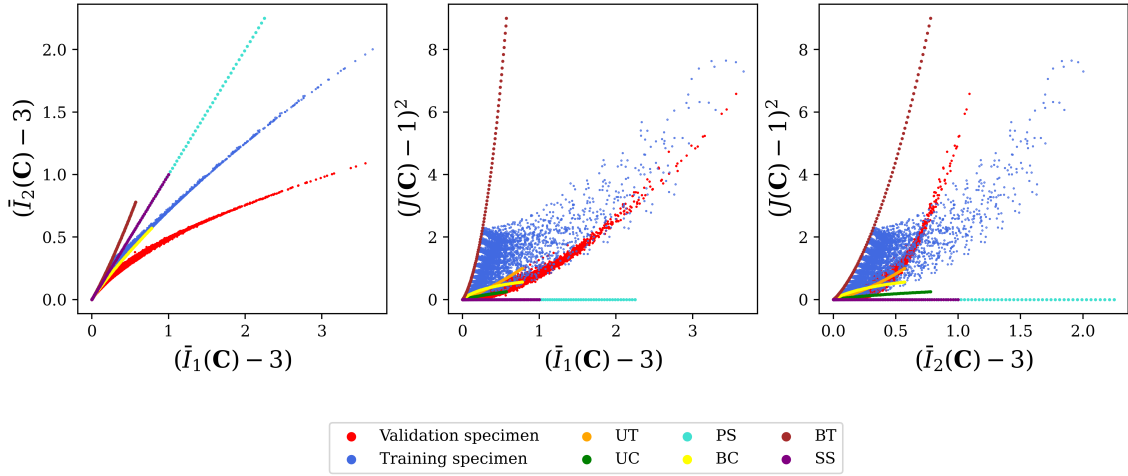 (Ī₂(𝐂) − 3)
2.0
1.5
1.0
0.5
0.0
0 1 2 3
(Ī₁(𝐂) − 3)
(J(𝐂) − 1)²
8
6
4
2
0
0 1 2 3
(Ī₁(𝐂) − 3)
(J(𝐂) − 1)²
8
6
4
2
0
0.0 0.5 1.0 1.5 2.0
(Ī₂(𝐂) − 3)
Validation specimen UT PS BT
Training specimen UC BC SS